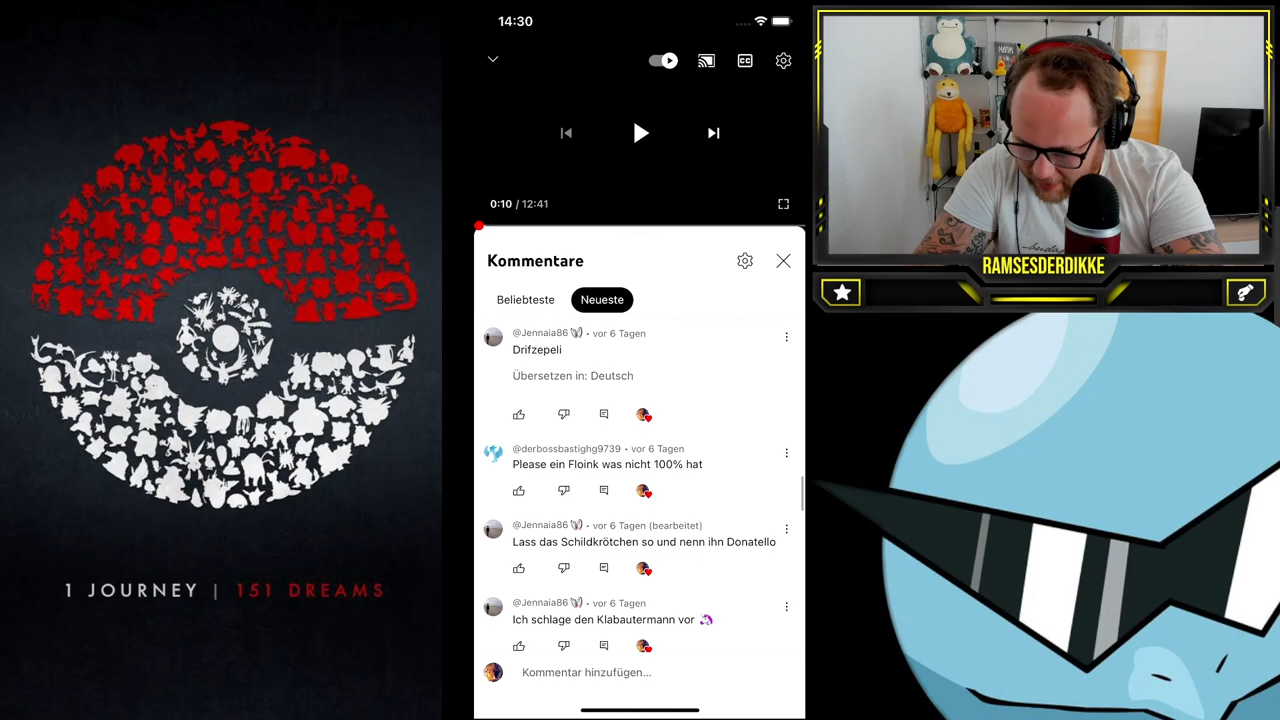 1 JOURNEY | 151 DREAMS
14:30
CC
0:10 / 12:41
Kommentare
Beliebteste
Neueste
@Jennaia86 • vor 6 Tagen
Drifzepeli
Übersetzen in: Deutsch
@derbossbastighg9739 • vor 6 Tagen
Please ein Floink was nicht 100% hat
@Jennaia86 • vor 6 Tagen (bearbeitet)
Lass das Schildkrötchen so und nenn ihn Donatello
@Jennaia86 • vor 6 Tagen
Ich schlage den Klabautermann vor 🦄
Kommentar hinzufügen...
RAMSESDERDIKKE